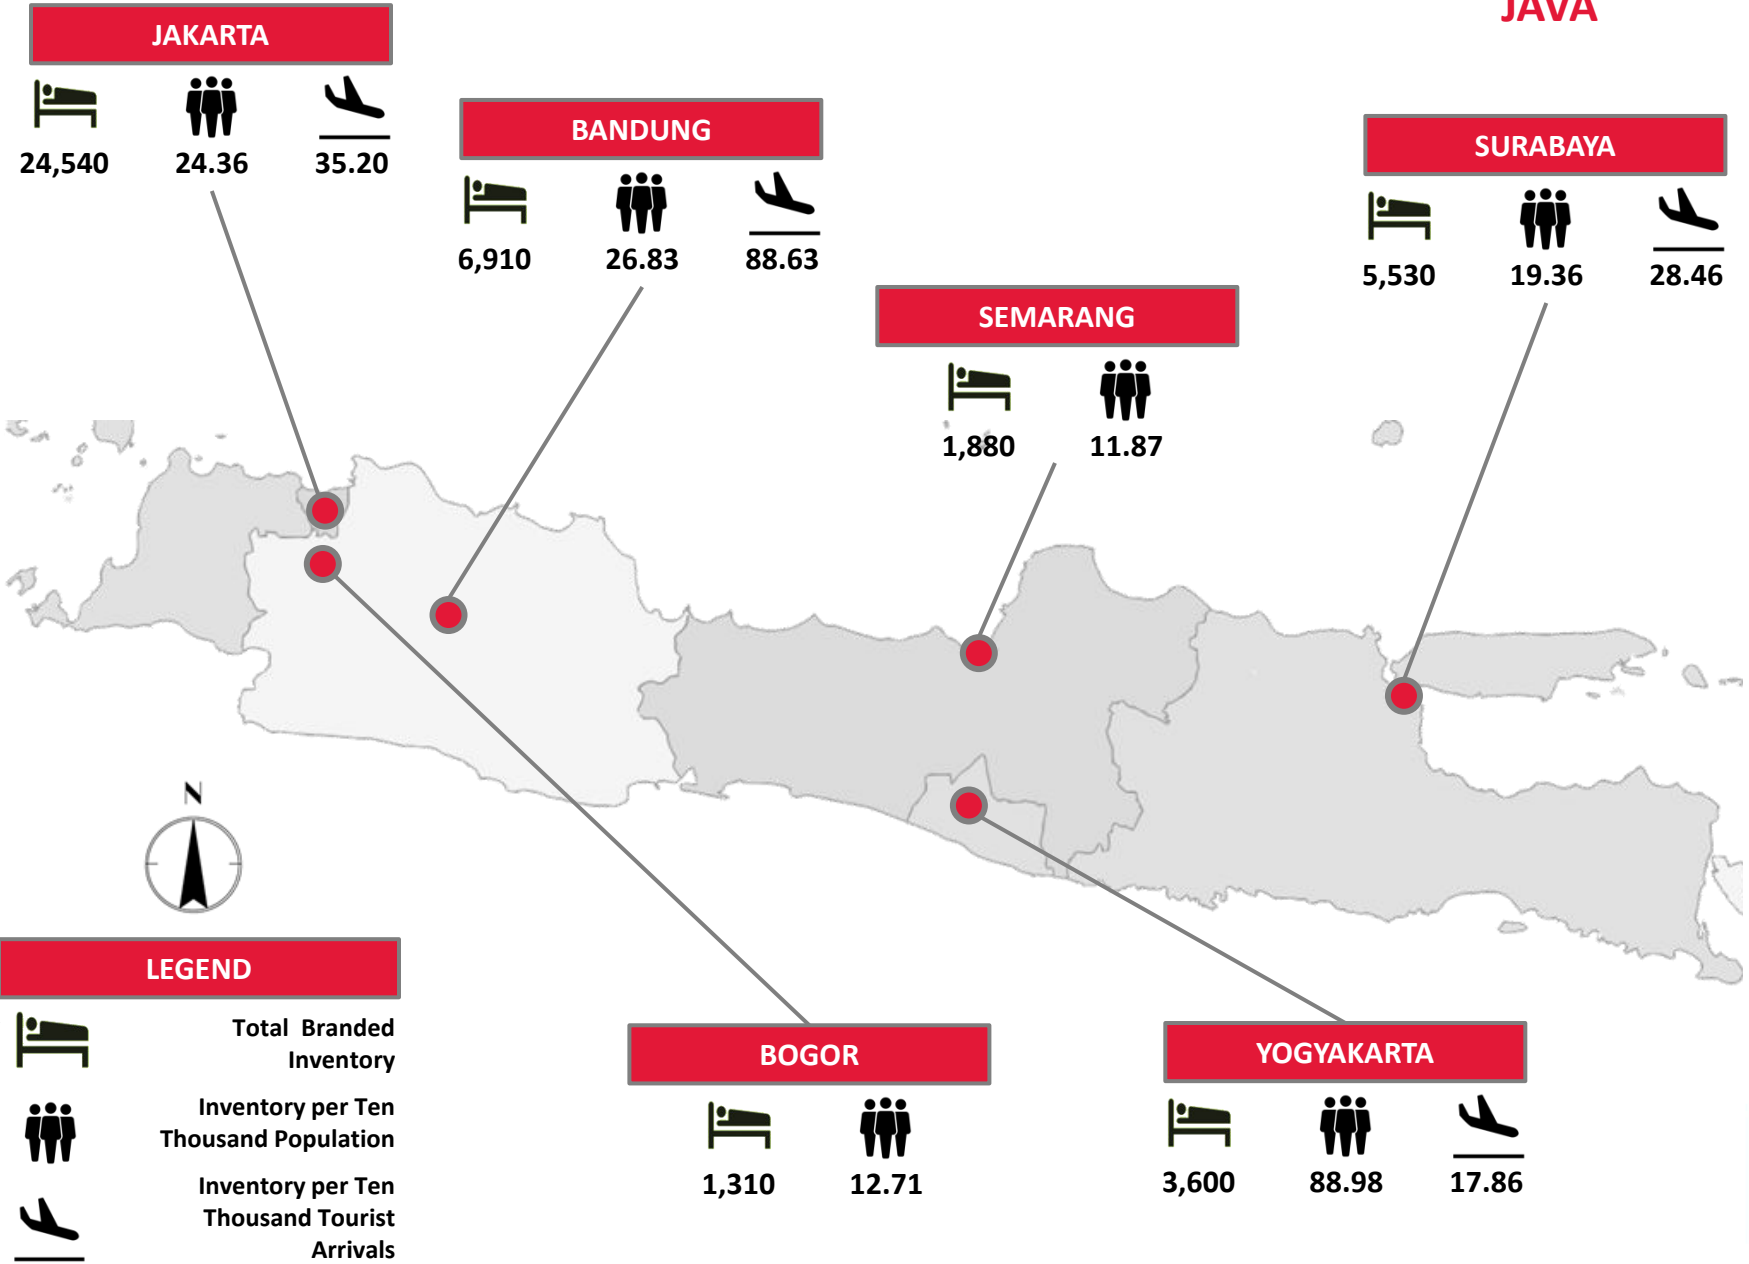 JAVA
JAKARTA
24,540 24.36 35.20
BANDUNG
6,910 26.83 88.63
SURABAYA
5,530 19.36 28.46
SEMARANG
1,880 11.87
N
LEGEND
Total Branded
Inventory
Inventory per Ten
Thousand Population
Inventory per Ten
Thousand Tourist
Arrivals
BOGOR
1,310 12.71
YOGYAKARTA
3,600 88.98 17.86